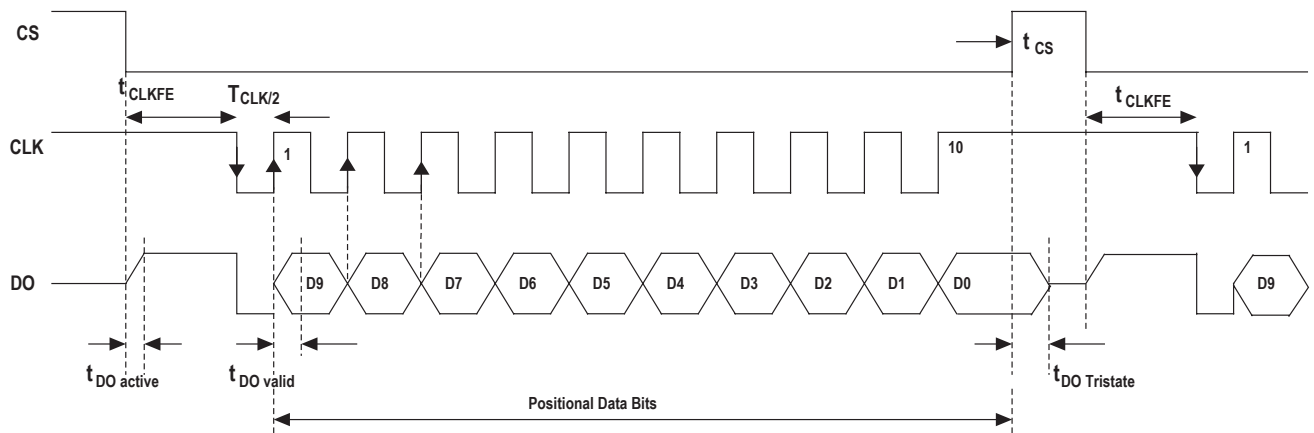 CS
t CS
t CLKFE
T CLK/2
t CLKFE
CLK
1
10
1
DO
D9
D8
D7
D6
D5
D4
D3
D2
D1
D0
D9
t DO active
t DO valid
t DO Tristate
Positional Data Bits